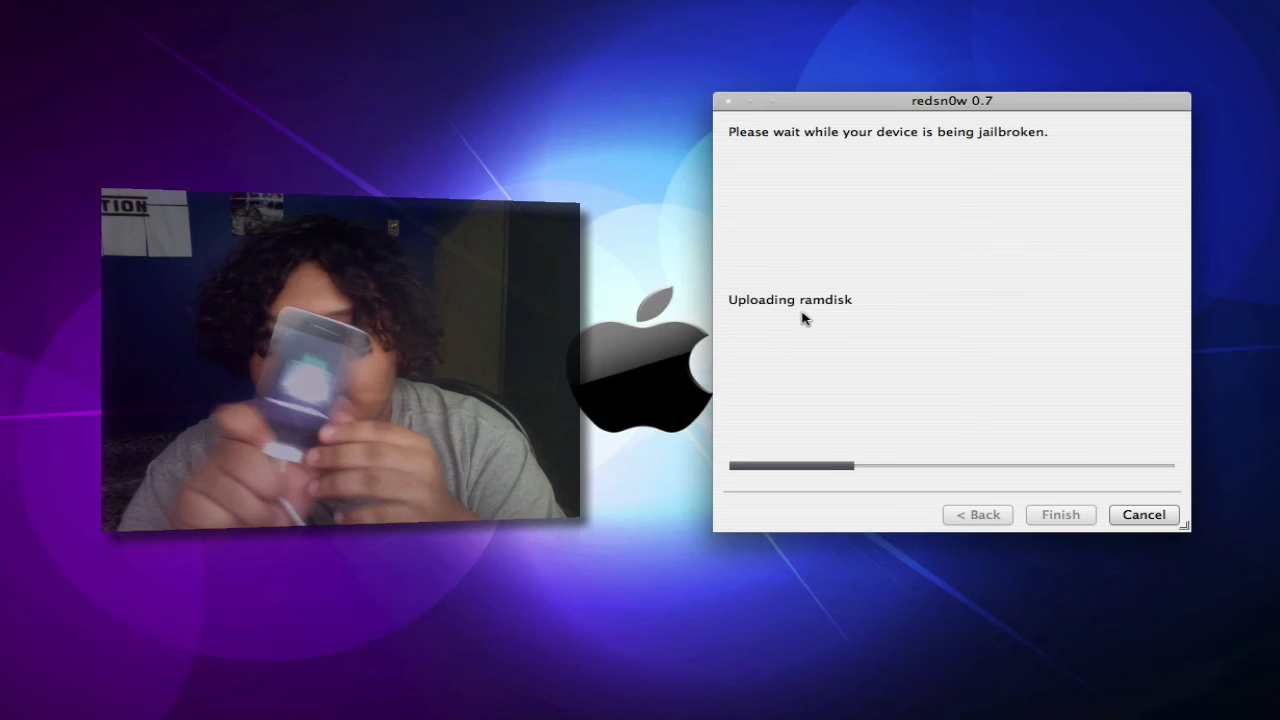 TION
redsn0w 0.7
Please wait while your device is being jailbroken.
Uploading ramdisk
< Back
Finish
Cancel